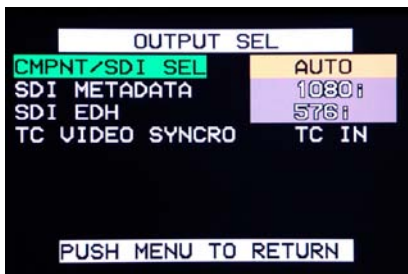 OUTPUT SEL
CMPNT/SDI SEL AUTO
SDI METADATA 1080i
SDI EDH 576i
TC VIDEO SYNCRO TC IN
PUSH MENU TO RETURN